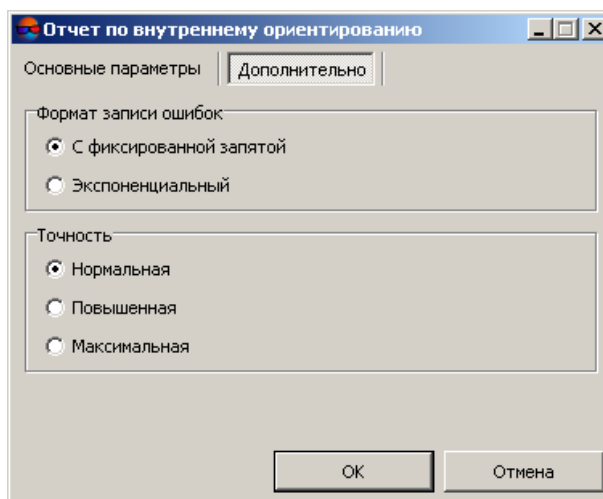 Отчет по внутреннему ориентированию
Основные параметры Дополнительно
Формат записи ошибок
С фиксированной запятой
Экспоненциальный
Точность
Нормальная
Повышенная
Максимальная
OK Отмена